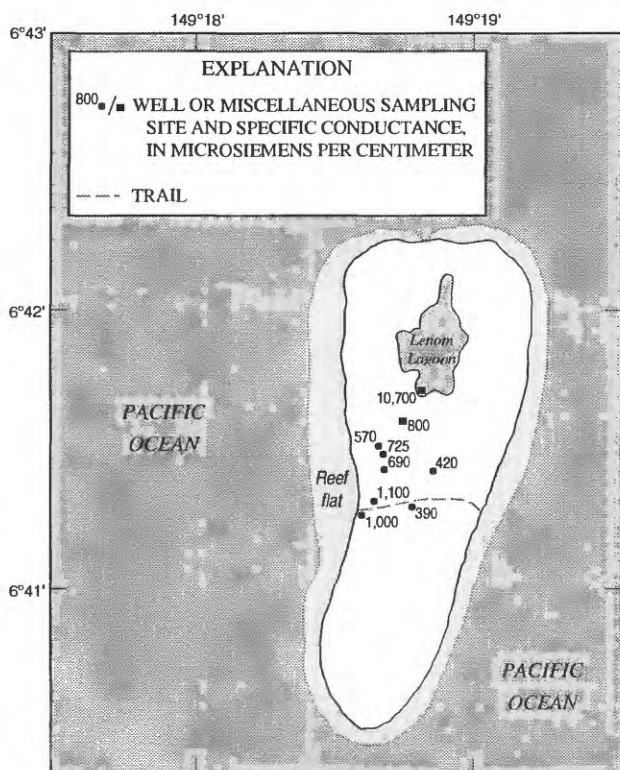 149°18' 149°19'
6°43'
EXPLANATION
800 / WELL OR MISCELLANEOUS SAMPLING
SITE AND SPECIFIC CONDUCTANCE,
IN MICROSIEMENS PER CENTIMETER
TRAIL
6°42'
Lenom
Lagoon
10,700
PACIFIC
OCEAN
800
570 725
690 420
Reef
flat
1,100
1,000 390
6°41'
PACIFIC
OCEAN